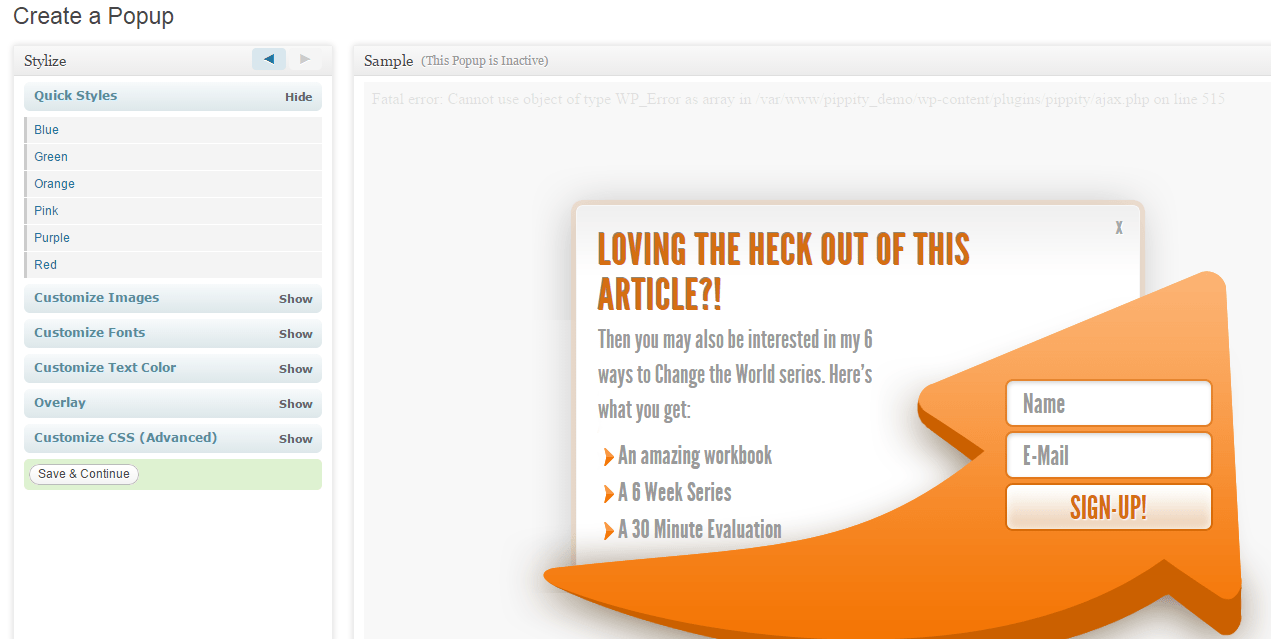 Create a Popup
Stylize
Quick Styles Hide
Blue
Green
Orange
Pink
Purple
Red
Customize Images Show
Customize Fonts Show
Customize Text Color Show
Overlay Show
Customize CSS (Advanced) Show
Save & Continue
Sample (This Popup is Inactive)
Fatal error: Cannot use object of type WP_Error as array in /var/www/pippity_demo/wp-content/plugins/pippity/ajax.php on line 515
X
LOVING THE HECK OUT OF THIS
ARTICLE?!
Then you may also be interested in my 6
ways to Change the World series. Here's
what you get:
An amazing workbook
A 6 Week Series
A 30 Minute Evaluation
Name
E-Mail
SIGN-UP!